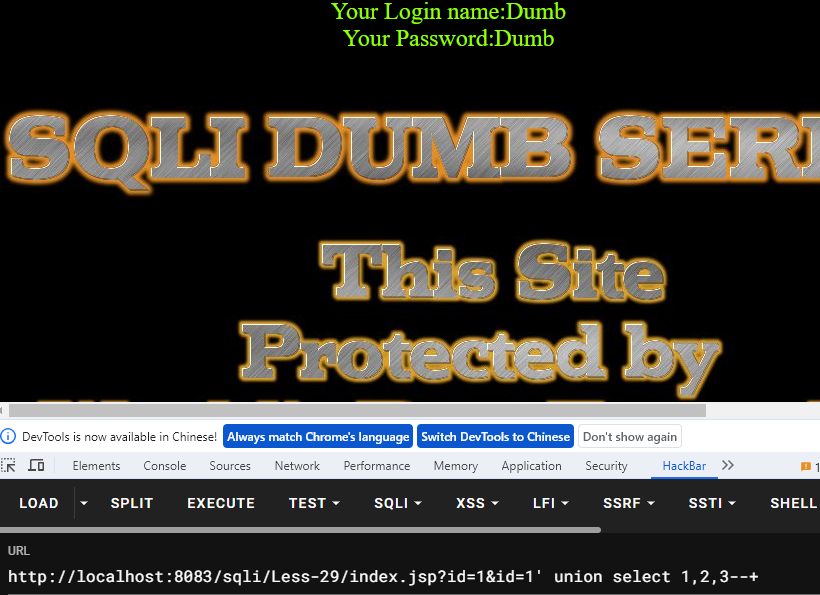 Your Login name:Dumb
Your Password:Dumb
SQLI DUMB SERI
This Site
Protected by
DevTools is now available in Chinese! Always match Chrome's language Switch DevTools to Chinese Don't show again
Elements Console Sources Network Performance Memory Application Security HackBar 1
LOAD SPLIT EXECUTE TEST SQLI XSS LFI SSRF SSTI SHELL
URL
http://localhost:8083/sqli/Less-29/index.jsp?id=1&id=1' union select 1,2,3--+